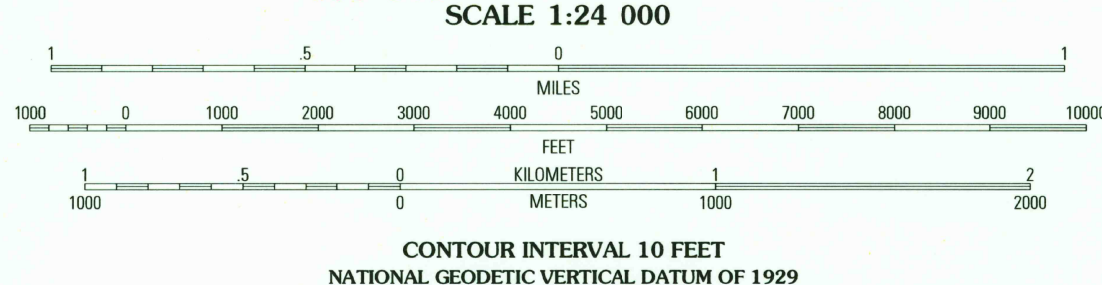 SCALE 1:24 000
1 .5 0 1
MILES
1000 0 1000 2000 3000 4000 5000 6000 7000 8000 9000 10000
FEET
1 .5 0 KILOMETERS 1 2
1000 0 METERS 1000 2000
CONTOUR INTERVAL 10 FEET
NATIONAL GEODETIC VERTICAL DATUM OF 1929